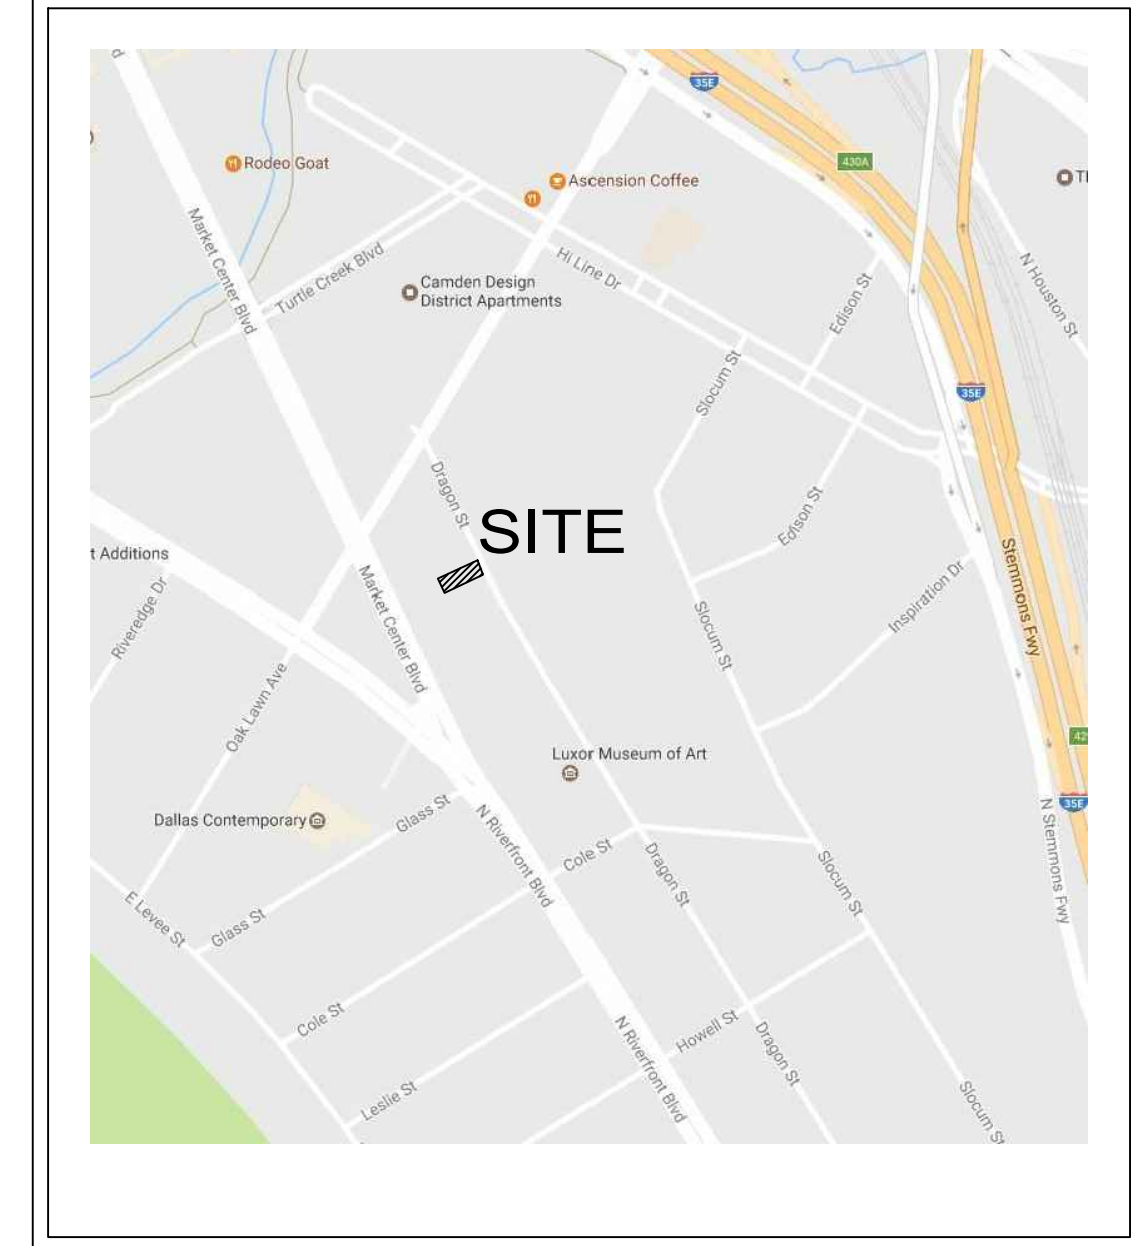 35E
Rodeo Goat
430A
Ascension Coffee
Market Center Blvd
Turtle Creek Blvd
Hi Line Dr
Camden Design
District Apartments
Edison St
N Houston St
Slocum St
35E
Dragon St
SITE
Edison St
t Additions
Riveredge Dr
Market Center Blvd
Stemmons Fwy
Inspiration Dr
Slocum St
Oak Lawn Ave
Luxor Museum of Art
35E
Dallas Contemporary
Glass St
N Riverfront Blvd
Cole St
Dragon St
Slocum St
N Stemmons Fwy
E Levee St
Glass St
Cole St
Howell St
N Riverfront Blvd
Dragon St
Leslie St
Slocum St